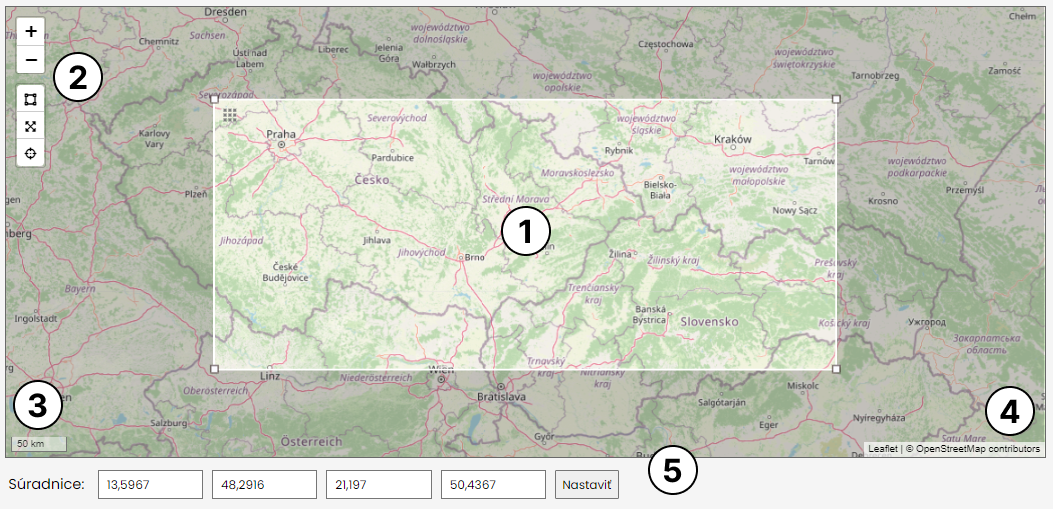 Dresden
Chełm
+
Chemnitz
Sachsen
Ústí nad
Labem
Liberec
Jelenia
Góra
województwo
dolnośląskie
Wałbrzych
Częstochowa
województwo
świętokrzyskie
−
2
województwo
opolskie
Tarnobrzeg
Zamość
Karlovy
Vary
Praha
Severovýchod
województwo
śląskie
Kraków
Pardubice
Rybnik
Tarnów
województwo
podkarpackie
Česko
Moravskoslezsko
województwo
małopolskie
Plzeň
Bielsko-
Biała
Przemyśl
Krosno
Střední Morava
Nowy Sącz
1
Jihozápad
Jihlava
Jihovýchod
Brno
Žilina
Žilinský kraj
Prešovský
kraj
České
Budějovice
Bayern
Trenčiansky
kraj
Ingolstadt
Banská
Bystrica
Slovensko
Košický kraj
Ужгород
Закарпатська
область
Trnavský
kraj
Nitriansky
kraj
Linz
Wien
Niederösterreich
Oberösterreich
Miskolc
3
Bratislava
Salgótarján
4
Salzburg
Eger
Nyíregyháza
Österreich
Győr
Satu Mare
50 km
Leaflet | © OpenStreetMap contributors
5
Súradnice: 13,5967 48,2916 21,197 50,4367 Nastaviť